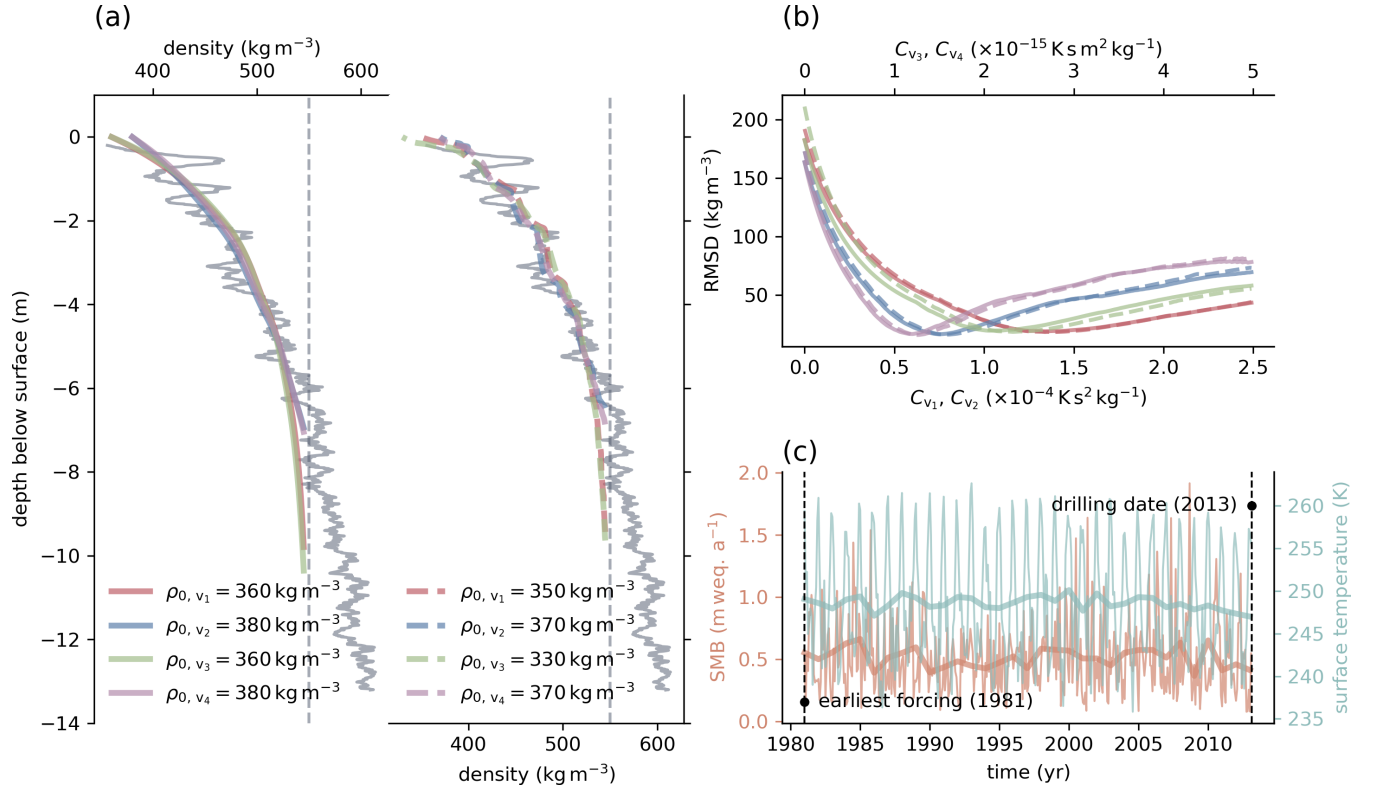 (a)
density (kg m⁻³)
400 500 600
0
−2
−4
−6
−8
−10
−12
−14
depth below surface (m)
ρ₀, ᵥ₁ = 360 kg m⁻³
ρ₀, ᵥ₂ = 380 kg m⁻³
ρ₀, ᵥ₃ = 360 kg m⁻³
ρ₀, ᵥ₄ = 380 kg m⁻³
ρ₀, ᵥ₁ = 350 kg m⁻³
ρ₀, ᵥ₂ = 370 kg m⁻³
ρ₀, ᵥ₃ = 330 kg m⁻³
ρ₀, ᵥ₄ = 370 kg m⁻³
400 500 600
density (kg m⁻³)
(b)
Cᵥ₃, Cᵥ₄ (×10⁻¹⁵ K s m² kg⁻¹)
0 1 2 3 4 5
200
150
100
50
RMSD (kg m⁻³)
0.0 0.5 1.0 1.5 2.0 2.5
Cᵥ₁, Cᵥ₂ (×10⁻⁴ K s² kg⁻¹)
(c)
2.0
1.5
1.0
0.5
0.0
SMB (m weq. a⁻¹)
drilling date (2013)
earliest forcing (1981)
260
255
250
245
240
235
surface temperature (K)
1980 1985 1990 1995 2000 2005 2010
time (yr)